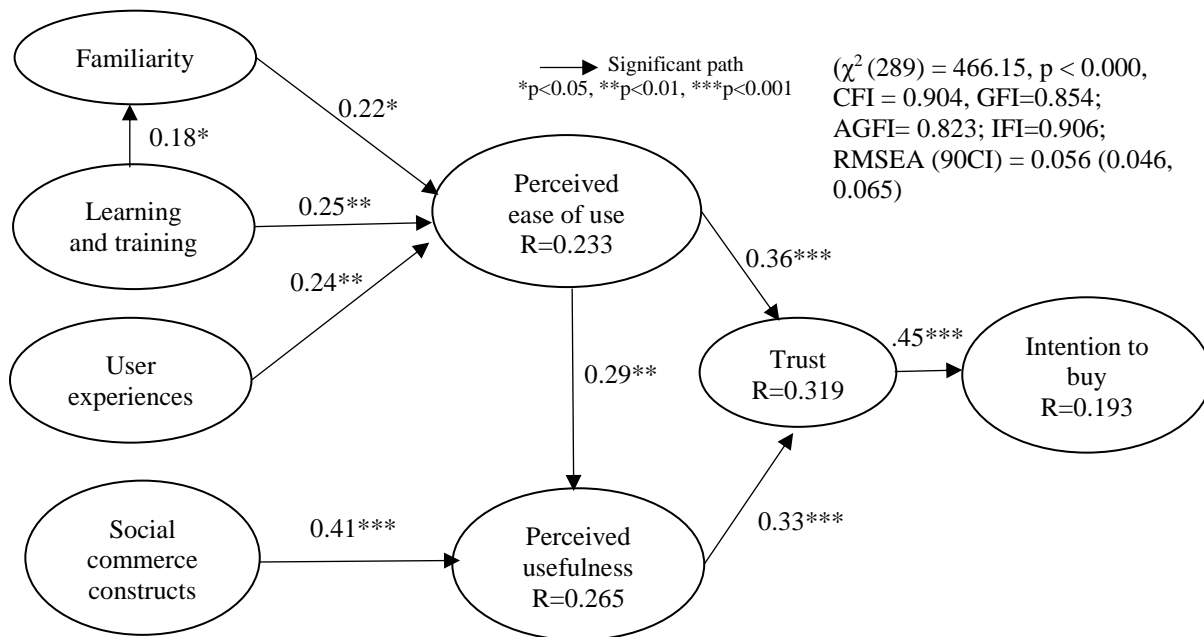 Familiarity
Significant path
*p<0.05, **p<0.01, ***p<0.001
(χ² (289) = 466.15, p < 0.000,
CFI = 0.904, GFI=0.854;
AGFI= 0.823; IFI=0.906;
RMSEA (90CI) = 0.056 (0.046,
0.065)
0.22*
0.18*
Learning
and training
0.25**
Perceived
ease of use
R=0.233
0.24**
0.36***
User
experiences
0.29**
Trust
R=0.319
.45***
Intention to
buy
R=0.193
Social
commerce
constructs
0.41***
Perceived
usefulness
R=0.265
0.33***